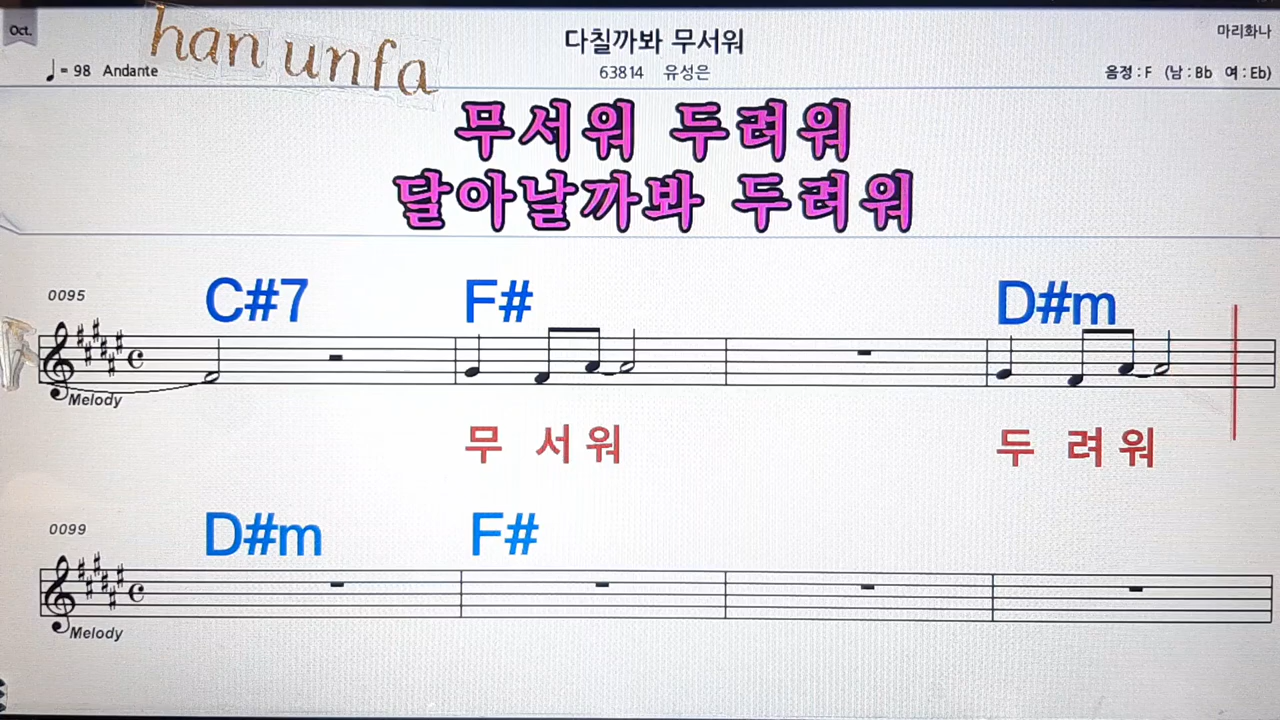 Oct.
han unfa
다칠까봐 무서워
마리화나
♩= 98 Andante
63814 유성은
음정 : F (남 : Bb 여 : Eb)
무서워 두려워
달아날까봐 두려워
0095
C#7 F# D#m
Melody
무 서 워 두 려 워
0099
D#m F#
Melody